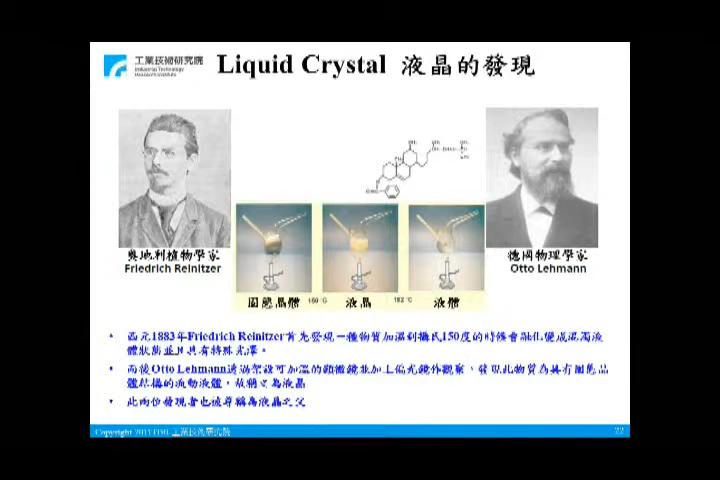 工業技術研究院
Industrial Technology
Research Institute
Liquid Crystal 液晶的發現
奧地利植物學家
Friedrich Reinitzer
德國物理學家
Otto Lehmann
固態晶體 150 °C 液晶 182 °C 液體
• 西元1883年Friedrich Reinitzer首先發現一種物質加溫到攝氏150度的時候會融化變成混濁液
體狀態並且具有特殊光澤。
• 而後Otto Lehmann透過架設可加溫的顯微鏡並加上偏光鏡作觀察，發現此物質為具有固態晶
體結構的流動液體，故稱之為液晶
• 此兩位發現者也被尊稱為液晶之父
Copyright 2011 ITRI 工業技術研究院
22